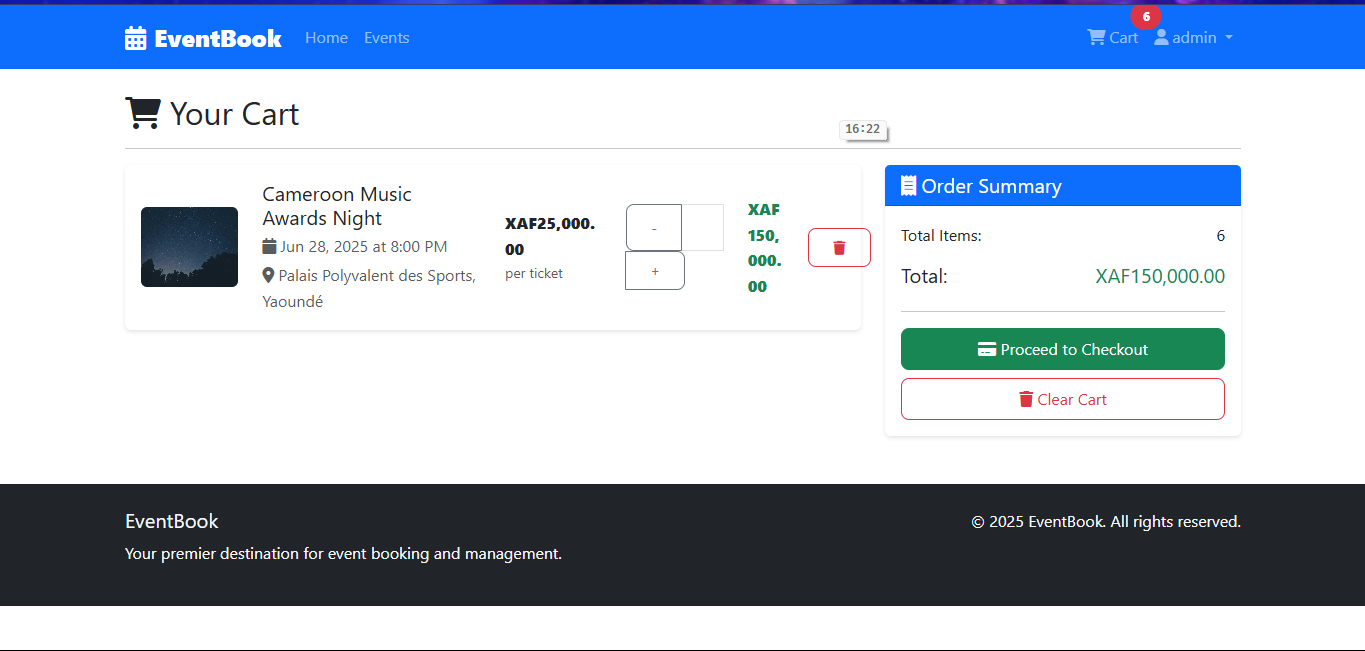 EventBook Home Events Cart 6 admin
Your Cart
16:22
Cameroon Music
Awards Night
Jun 28, 2025 at 8:00 PM
Palais Polyvalent des Sports,
Yaoundé
XAF25,000.
00
per ticket
-
+
XAF
150,
000.
00
Order Summary
Total Items: 6
Total: XAF150,000.00
Proceed to Checkout
Clear Cart
EventBook
Your premier destination for event booking and management.
© 2025 EventBook. All rights reserved.